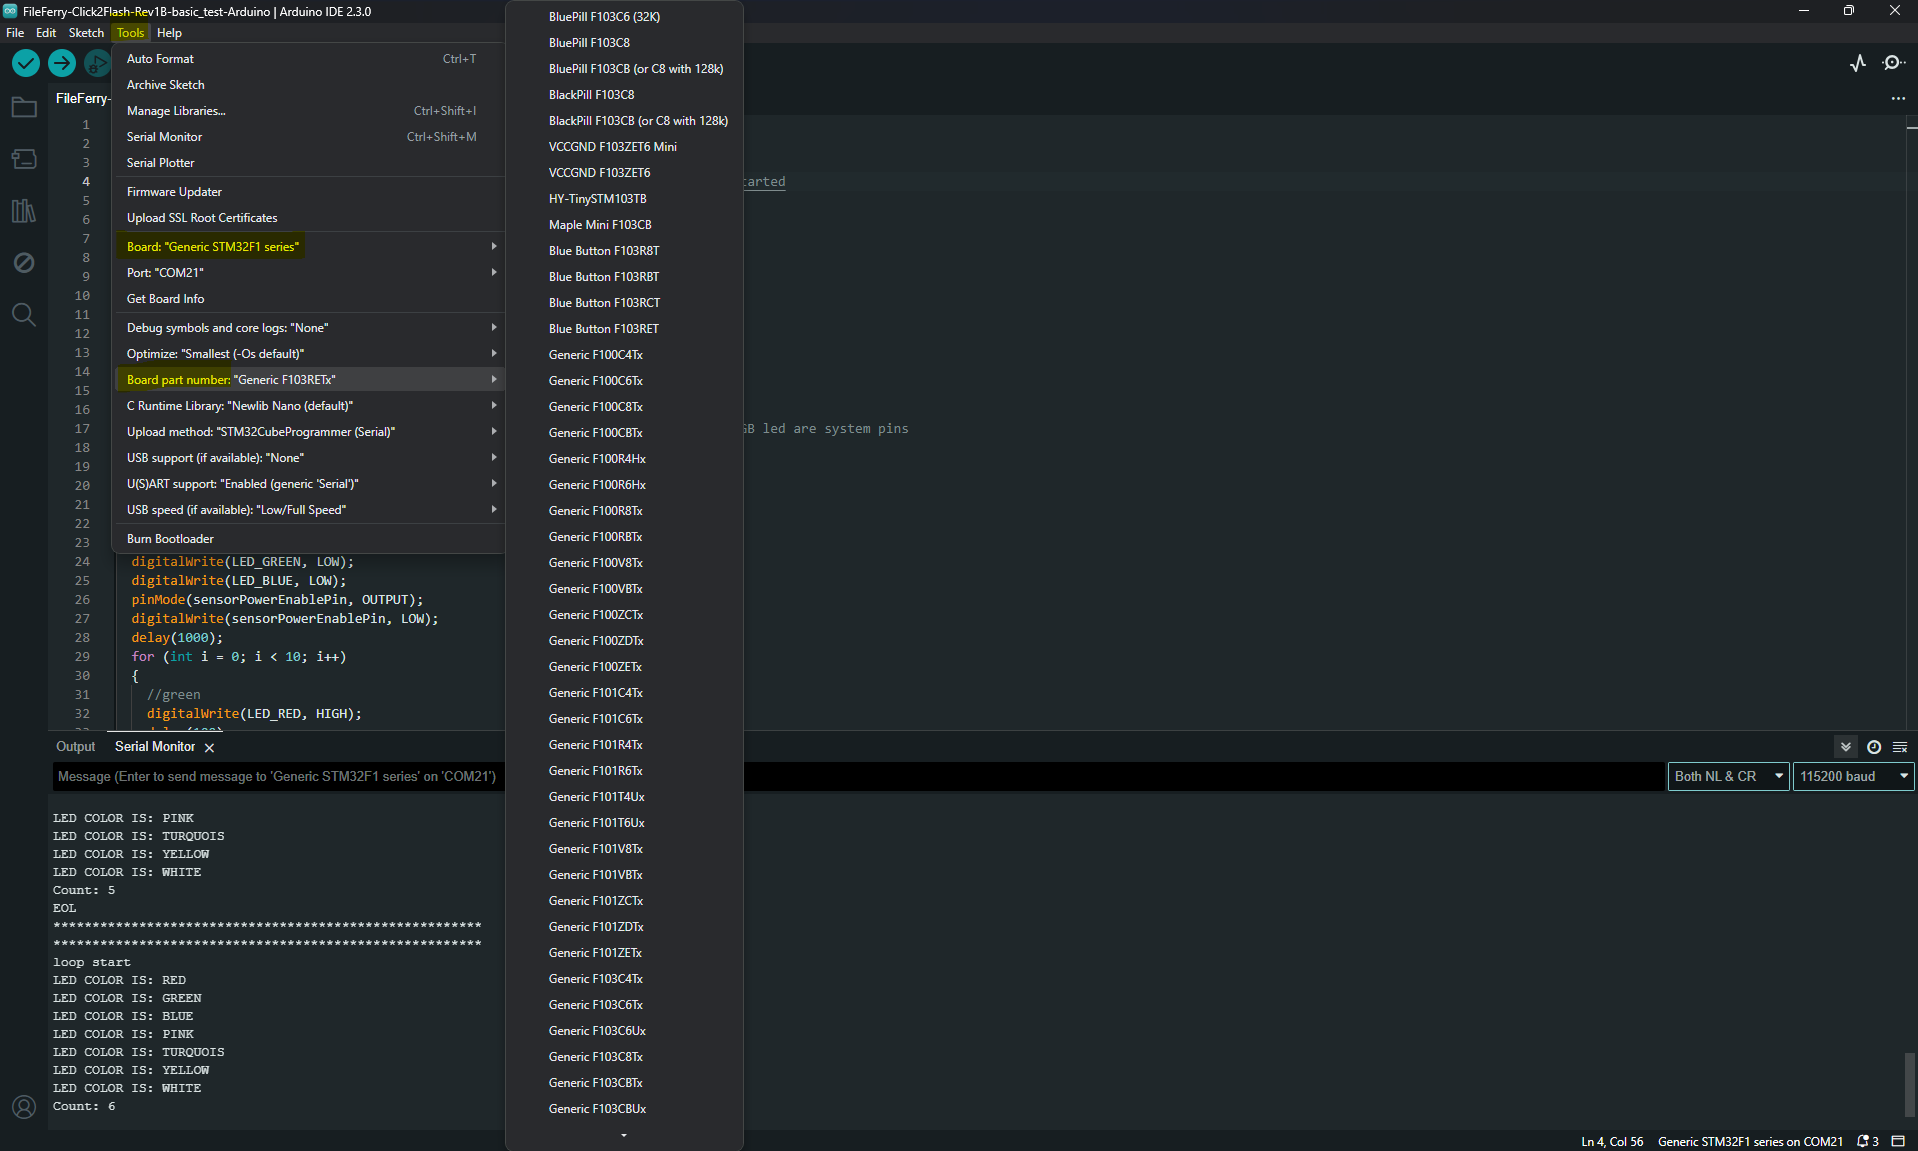 FileFerry-Click2Flash-Rev1B-basic_test-Arduino | Arduino IDE 2.3.0
File Edit Sketch Tools Help
FileFerry-
Auto Format Ctrl+T
Archive Sketch
Manage Libraries... Ctrl+Shift+I
Serial Monitor Ctrl+Shift+M
Serial Plotter
Firmware Updater
Upload SSL Root Certificates
Board: "Generic STM32F1 series"
Port: "COM21"
Get Board Info
Debug symbols and core logs: "None"
Optimize: "Smallest (-Os default)"
Board part number: "Generic F103RETx"
C Runtime Library: "Newlib Nano (default)"
Upload method: "STM32CubeProgrammer (Serial)"
USB support (if available): "None"
U(S)ART support: "Enabled (generic 'Serial')"
USB speed (if available): "Low/Full Speed"
Burn Bootloader
BluePill F103C6 (32K)
BluePill F103C8
BluePill F103CB (or C8 with 128k)
BlackPill F103C8
BlackPill F103CB (or C8 with 128k)
VCCGND F103ZET6 Mini
VCCGND F103ZET6
HY-TinySTM103TB
Maple Mini F103CB
Blue Button F103R8T
Blue Button F103RBT
Blue Button F103RCT
Blue Button F103RET
Generic F100C4Tx
Generic F100C6Tx
Generic F100C8Tx
Generic F100CBTx
Generic F100R4Hx
Generic F100R6Hx
Generic F100R8Tx
Generic F100RBTx
Generic F100V8Tx
Generic F100VBTx
Generic F100ZCTx
Generic F100ZDTx
Generic F100ZETx
Generic F101C4Tx
Generic F101C6Tx
Generic F101R4Tx
Generic F101R6Tx
Generic F101T4Ux
Generic F101T6Ux
Generic F101V8Tx
Generic F101VBTx
Generic F101ZCTx
Generic F101ZDTx
Generic F101ZETx
Generic F103C4Tx
Generic F103C6Tx
Generic F103C6Ux
Generic F103C8Tx
Generic F103CBTx
Generic F103CBUx
1
2
3
4 tarted
5
6
7
8
9
10
11
12
13
14
15
16
17 GB led are system pins
18
19
20
21
22
23
24 digitalWrite(LED_GREEN, LOW);
25 digitalWrite(LED_BLUE, LOW);
26 pinMode(sensorPowerEnablePin, OUTPUT);
27 digitalWrite(sensorPowerEnablePin, LOW);
28 delay(1000);
29 for (int i = 0; i < 10; i++)
30 {
31 //green
32 digitalWrite(LED_RED, HIGH);
Output Serial Monitor
Message (Enter to send message to 'Generic STM32F1 series' on 'COM21') Both NL & CR 115200 baud
LED COLOR IS: PINK
LED COLOR IS: TURQUOIS
LED COLOR IS: YELLOW
LED COLOR IS: WHITE
Count: 5
EOL
*******************************************************
*******************************************************
loop start
LED COLOR IS: RED
LED COLOR IS: GREEN
LED COLOR IS: BLUE
LED COLOR IS: PINK
LED COLOR IS: TURQUOIS
LED COLOR IS: YELLOW
LED COLOR IS: WHITE
Count: 6
Ln 4, Col 56 Generic STM32F1 series on COM21 3